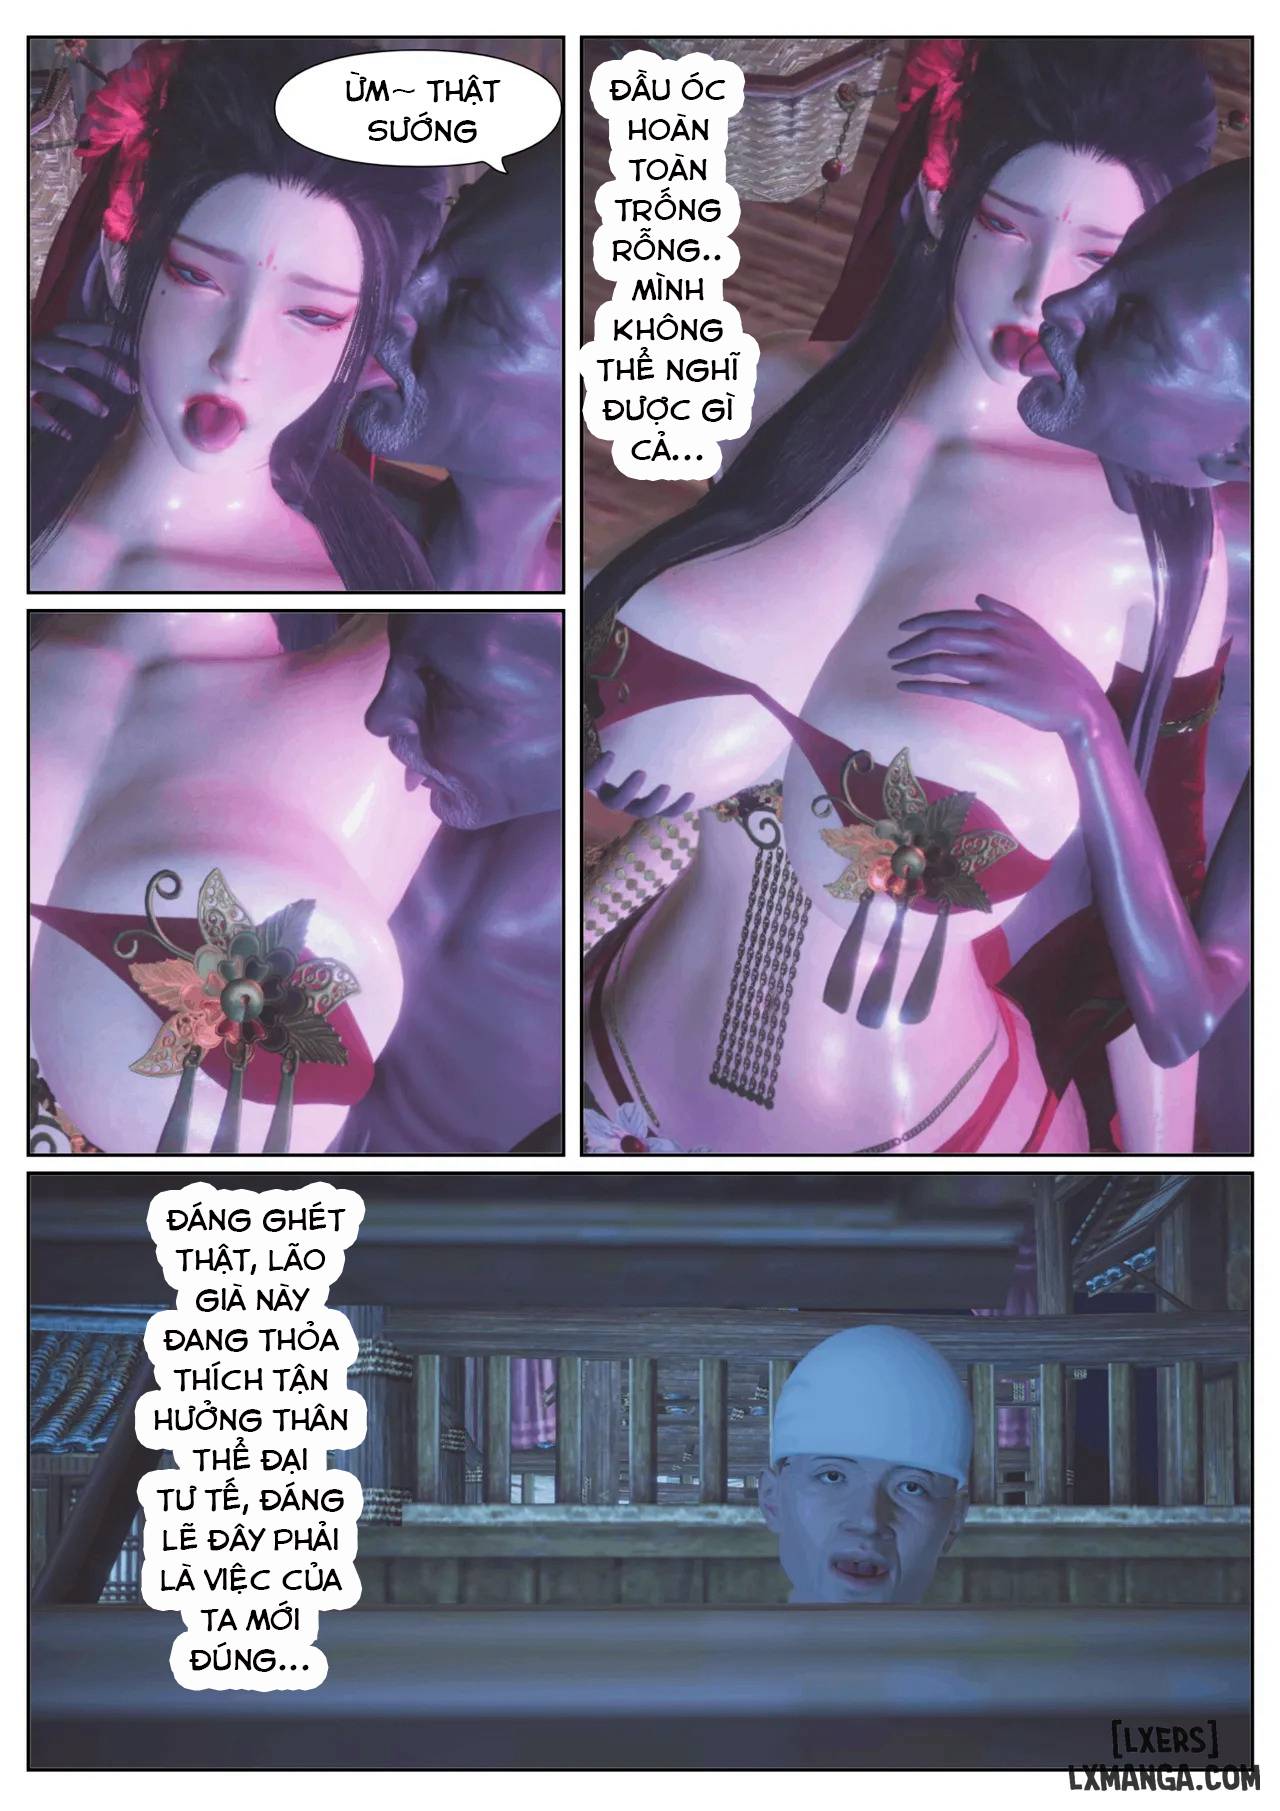 ỪM~ THẬT
SƯỚNG
ĐẦU ÓC
HOÀN
TOÀN
TRỐNG
RỖNG..
MÌNH
KHÔNG
THỂ NGHĨ
ĐƯỢC GÌ
CẢ...
ĐÁNG GHÉT
THẬT, LÃO
GIÀ NÀY
ĐANG THỎA
THÍCH TẬN
HƯỞNG THÂN
THỂ ĐẠI
TƯ TẾ, ĐÁNG
LẼ ĐÂY PHẢI
LÀ VIỆC CỦA
TA MỚI
ĐÚNG...
[LXERS]
LXMANGA.COM